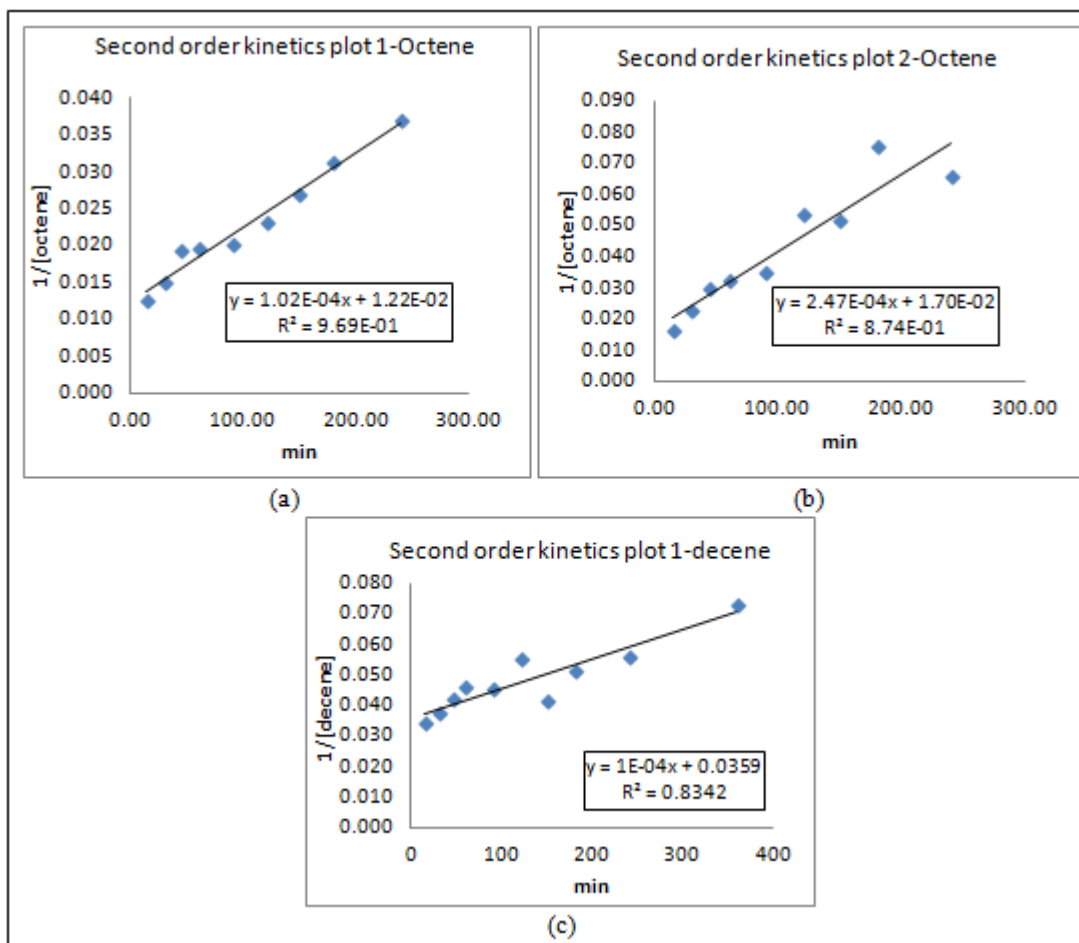 Second order kinetics plot 1-Octene
1/[octene]
0.040
0.035
0.030
0.025
0.020
0.015
0.010
0.005
0.000
y = 1.02E-04x + 1.22E-02
R² = 9.69E-01
0.00 100.00 200.00 300.00
min
(a)
Second order kinetics plot 2-Octene
1/[octene]
0.090
0.080
0.070
0.060
0.050
0.040
0.030
0.020
0.010
0.000
y = 2.47E-04x + 1.70E-02
R² = 8.74E-01
0.00 100.00 200.00 300.00
min
(b)
Second order kinetics plot 1-decene
1/[decene]
0.080
0.070
0.060
0.050
0.040
0.030
0.020
0.010
0.000
y = 1E-04x + 0.0359
R² = 0.8342
0 100 200 300 400
min
(c)